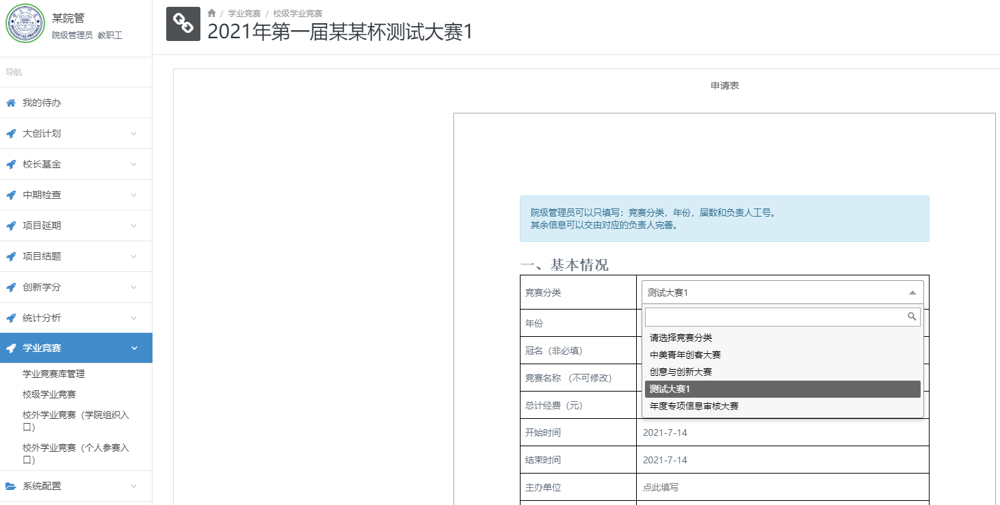 某院管
院级管理员 教职工
导航
我的待办
大创计划
校长基金
中期检查
项目延期
项目结题
创新学分
统计分析
学业竞赛
学业竞赛库管理
校级学业竞赛
校外学业竞赛（学院组织入
口）
校外学业竞赛（个人参赛入
口）
系统配置
/ 学业竞赛 / 校级学业竞赛
2021年第一届某某杯测试大赛1
申请表
院级管理员可以只填写：竞赛分类，年份，届数和负责人工号。
其余信息可以交由对应的负责人完善。
一、基本情况
竞赛分类
测试大赛1
请选择竞赛分类
中美青年创客大赛
创意与创新大赛
测试大赛1
年度专项信息审核大赛
年份
冠名（非必填）
竞赛名称 （不可修改）
总计经费（元）
开始时间 2021-7-14
结束时间 2021-7-14
主办单位 点此填写